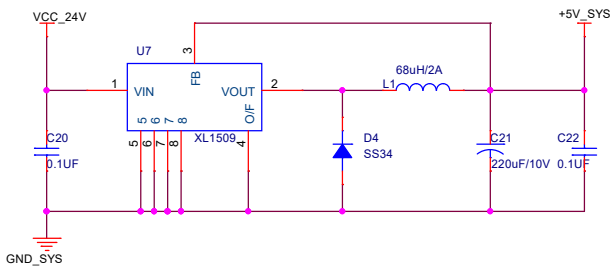 VCC_24V
+5V_SYS
U7
3
FB
68uH/2A
1
VIN
VOUT
2
L1
O/F
5
6
7
8
XL1509
5
6
7
8
4
C20
0.1UF
D4
SS34
C21
220uF/10V
C22
0.1UF
GND_SYS